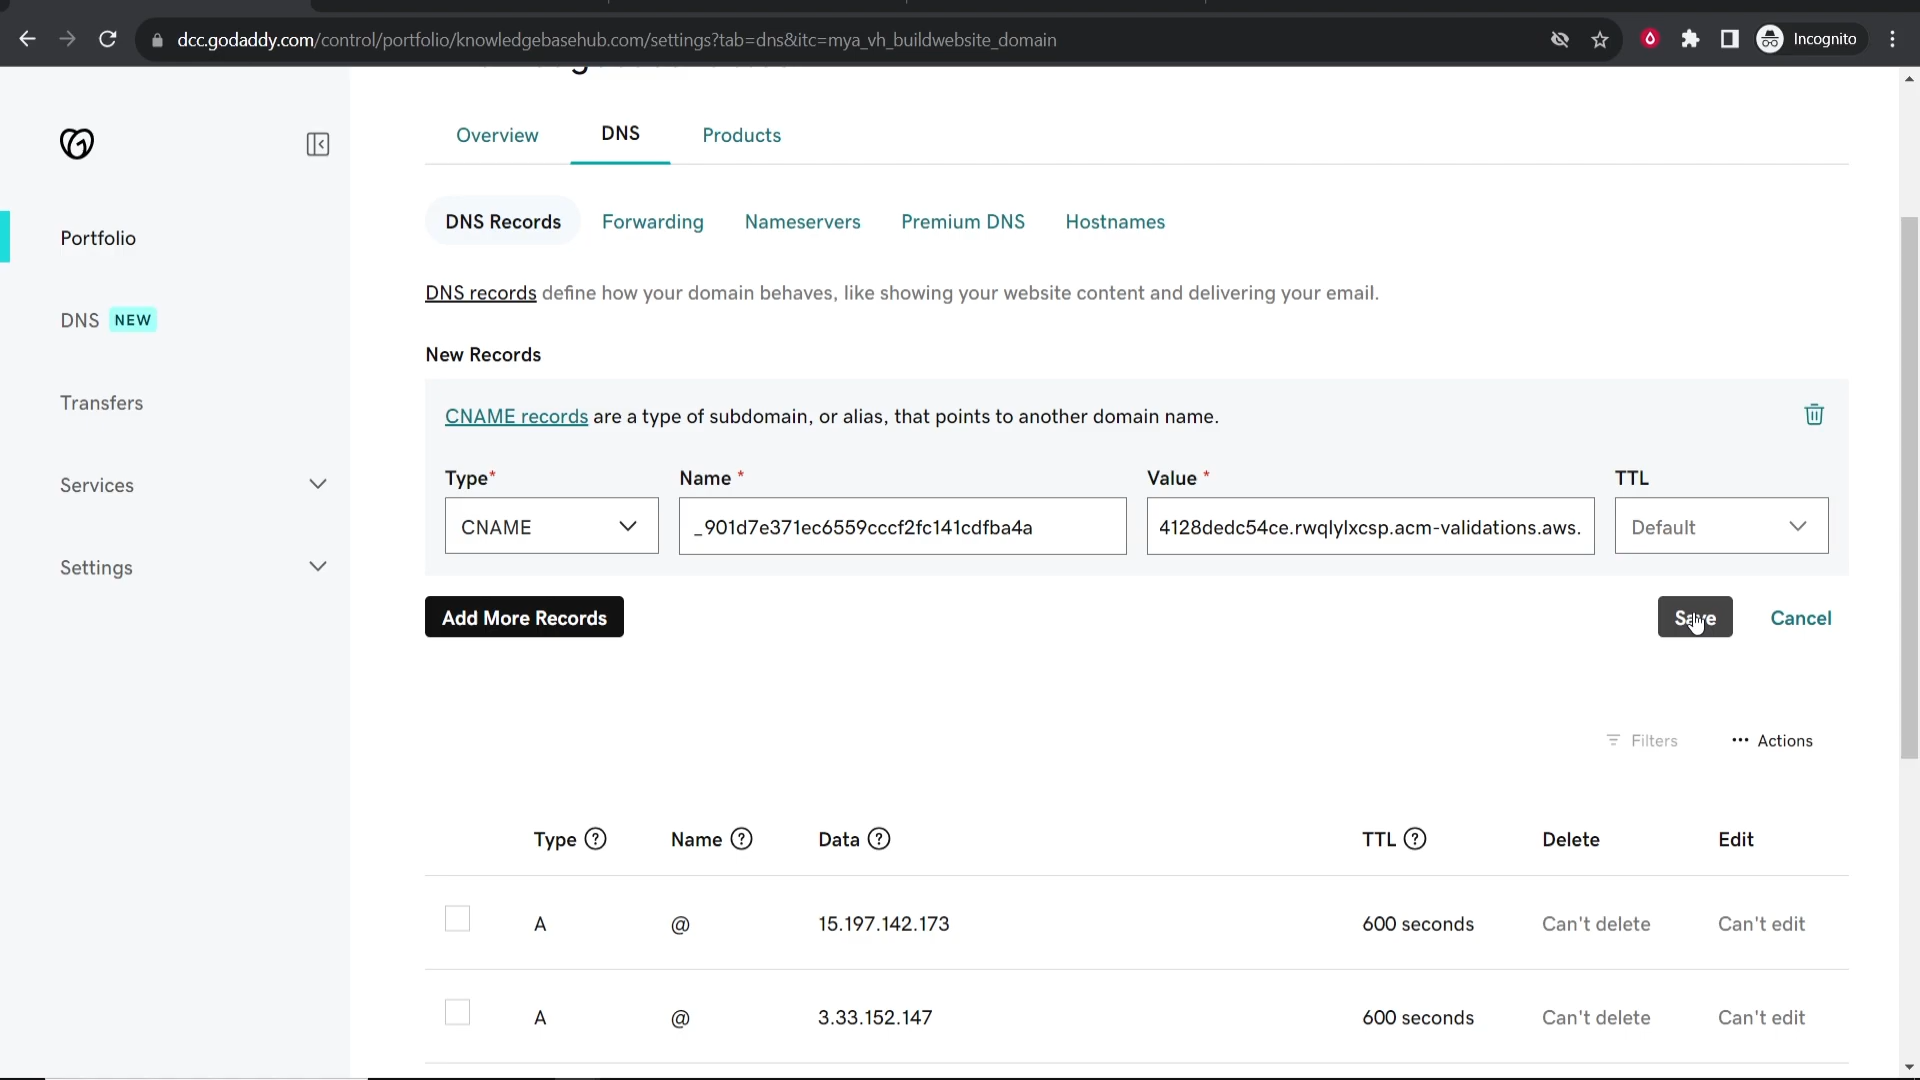 dcc.godaddy.com/control/portfolio/knowledgebasehub.com/settings?tab=dns&itc=mya_vh_buildwebsite_domain
Incognito
Overview
DNS
Products
DNS Records
Forwarding
Nameservers
Premium DNS
Hostnames
Portfolio
DNS NEW
Transfers
Services
Settings
DNS records define how your domain behaves, like showing your website content and delivering your email.
New Records
CNAME records are a type of subdomain, or alias, that points to another domain name.
Type* Name * Value * TTL
CNAME _901d7e371ec6559cccf2fc141cdfba4a 4128dedc54ce.rwqlylxcsp.acm-validations.aws. Default
Add More Records Save Cancel
Filters ··· Actions
Type Name Data TTL Delete Edit
A @ 15.197.142.173 600 seconds Can't delete Can't edit
A @ 3.33.152.147 600 seconds Can't delete Can't edit